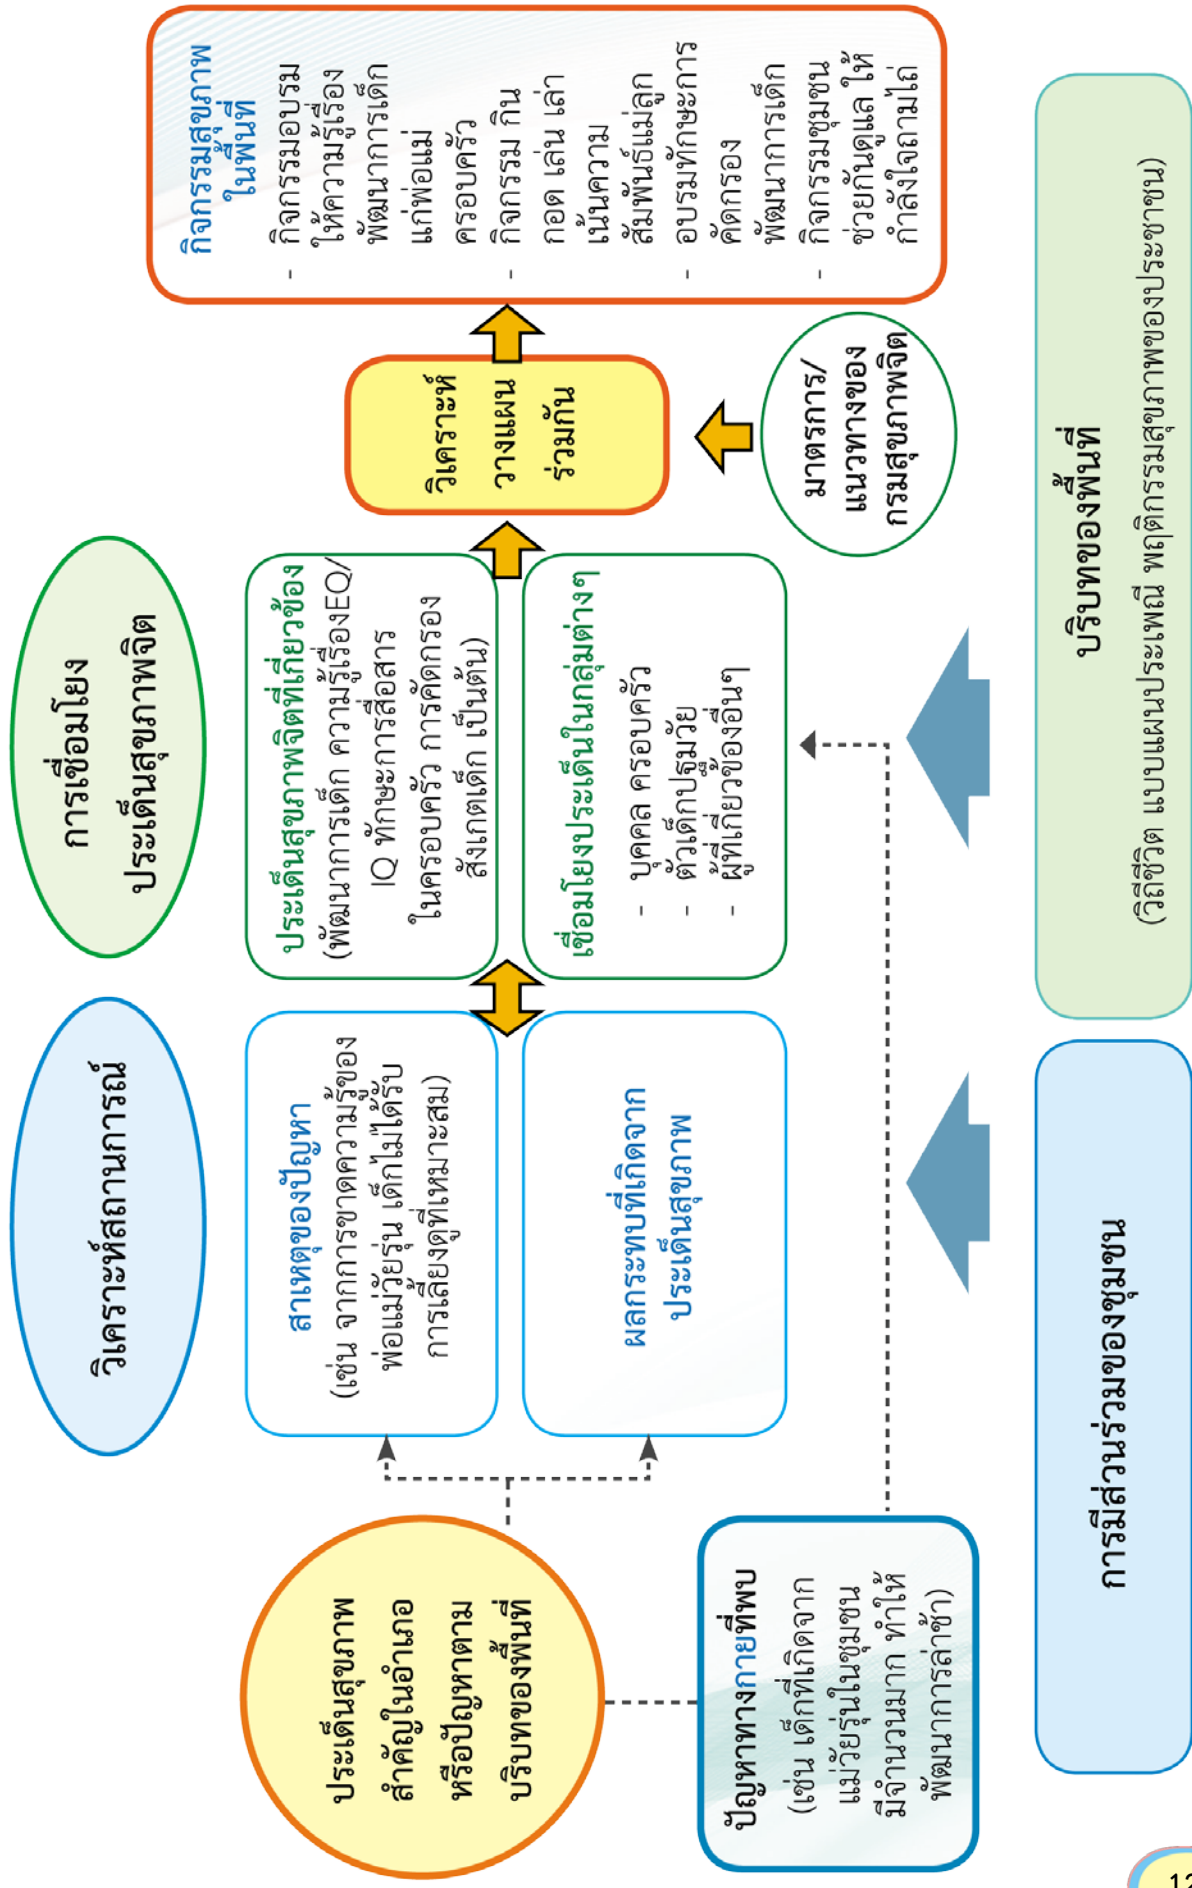 วิเคราะห์สถานการณ์
การเชื่อมโยง
ประเด็นสุขภาพจิต
ประเด็นสุขภาพ
สำคัญในอำเภอ
หรือปัญหาตาม
บริบทของพื้นที่
ปัญหาทางกายที่พบ
(เช่น เด็กที่เกิดจาก
แม่วัยรุ่นในชุมชน
มีจำนวนมาก ทำให้
พัฒนาการล่าช้า)
สาเหตุของปัญหา
(เช่น จากการขาดความรู้ของ
พ่อแม่วัยรุ่น เด็กไม่ได้รับ
การเลี้ยงดูที่เหมาะสม)
ผลกระทบที่เกิดจาก
ประเด็นสุขภาพ
ประเด็นสุขภาพจิตที่เกี่ยวข้อง
(พัฒนาการเด็ก ความรู้เรื่องEQ/
IQ ทักษะการสื่อสาร
ในครอบครัว การคัดกรอง
สังเกตเด็ก เป็นต้น)
เชื่อมโยงประเด็นในกลุ่มต่างๆ
- บุคคล ครอบครัว
- ตัวเด็กปฐมวัย
- ผู้ที่เกี่ยวข้องอื่นๆ
วิเคราะห์
วางแผน
ร่วมกัน
มาตรการ/
แนวทางของ
กรมสุขภาพจิต
กิจกรรมสุขภาพ
ในพื้นที่
- กิจกรรมอบรม
ให้ความรู้เรื่อง
พัฒนาการเด็ก
แก่พ่อแม่
ครอบครัว
- กิจกรรม กิน
กอด เล่น เล่า
เน้นความ
สัมพันธ์แม่ลูก
- อบรมทักษะการ
คัดกรอง
พัฒนาการเด็ก
- กิจกรรมชุมชน
ช่วยกันดูแล ให้
กำลังใจถามไถ่
การมีส่วนร่วมของชุมชน
บริบทของพื้นที่
(วิถีชีวิต แบบแผนประเพณี พฤติกรรมสุขภาพของประชาชน)
12